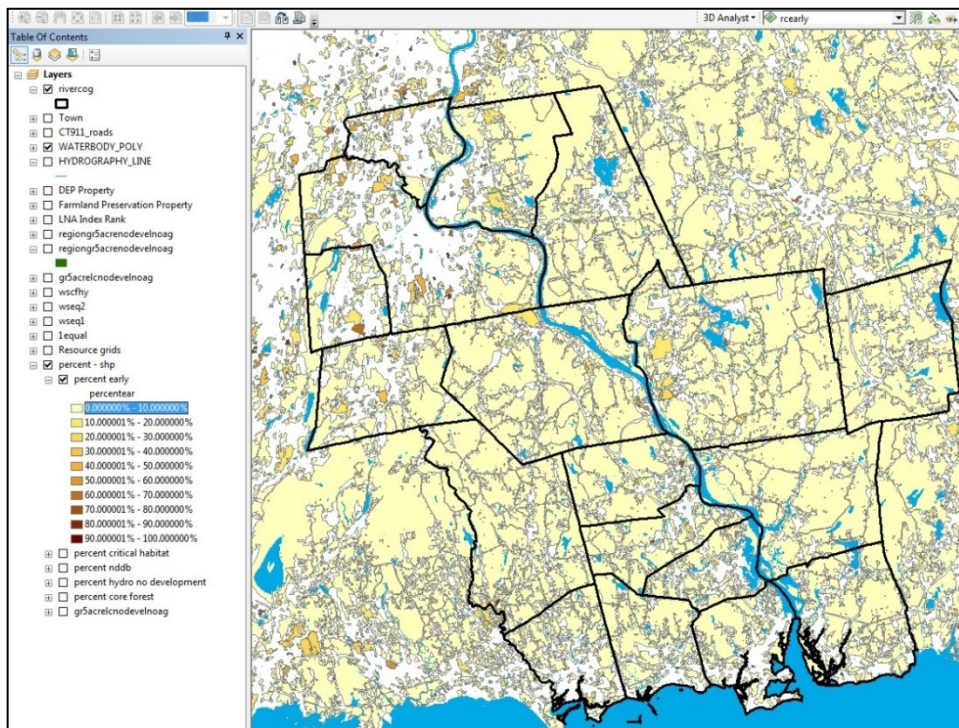 100%
3D Analyst
rcearly
Table Of Contents
Layers
rivercog
Town
CT911_roads
WATERBODY_POLY
HYDROGRAPHY_LINE
DEP Property
Farmland Preservation Property
LNA Index Rank
regiongr5acrenodevelnoag
regiongr5acrenodevelnoag
gr5acrelcnodevelnoag
wscfhy
wseq2
wseq1
1equal
Resource grids
percent - shp
percent early
percentear
0.000000% - 10.000000%
10.000001% - 20.000000%
20.000001% - 30.000000%
30.000001% - 40.000000%
40.000001% - 50.000000%
50.000001% - 60.000000%
60.000001% - 70.000000%
70.000001% - 80.000000%
80.000001% - 90.000000%
90.000001% - 100.000000%
percent critical habitat
percent nddb
percent hydro no development
percent core forest
gr5acrelcnodevelnoag